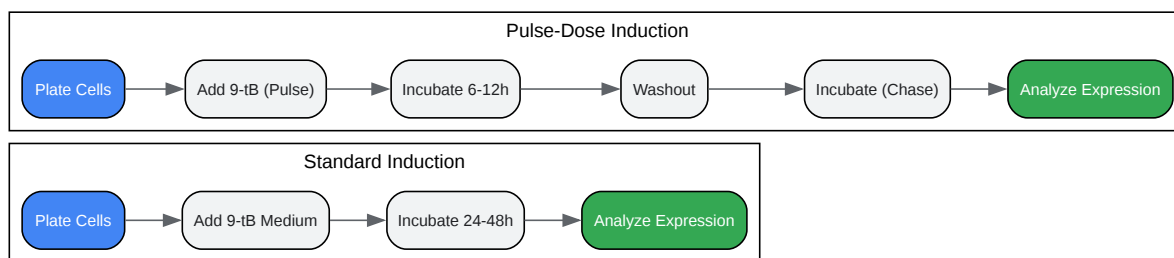 Pulse-Dose Induction
Plate Cells
Add 9-tB (Pulse)
Incubate 6-12h
Washout
Incubate (Chase)
Analyze Expression
Standard Induction
Plate Cells
Add 9-tB Medium
Incubate 24-48h
Analyze Expression